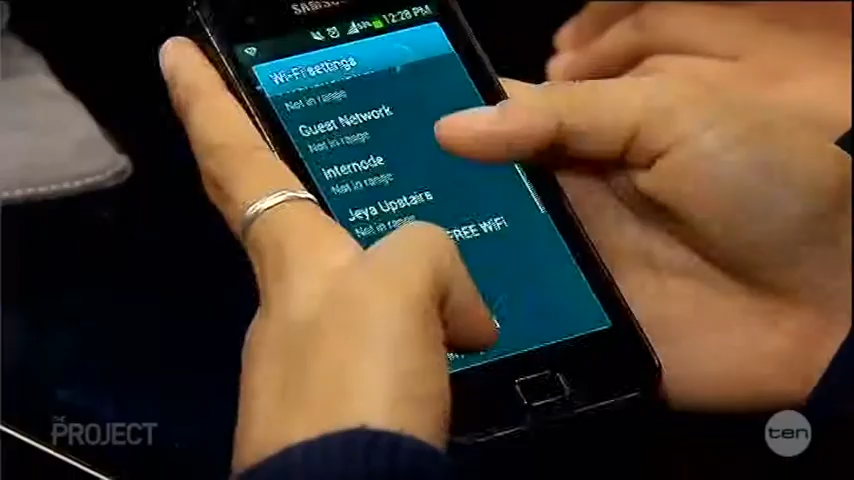 SAMSUNG
12:28 PM
Wi-Fi settings
Not in range
Guest Network
Not in range
Internode
Not in range
Jeya Upstairs
Not in range
FREE WiFi
THE PROJECT
ten